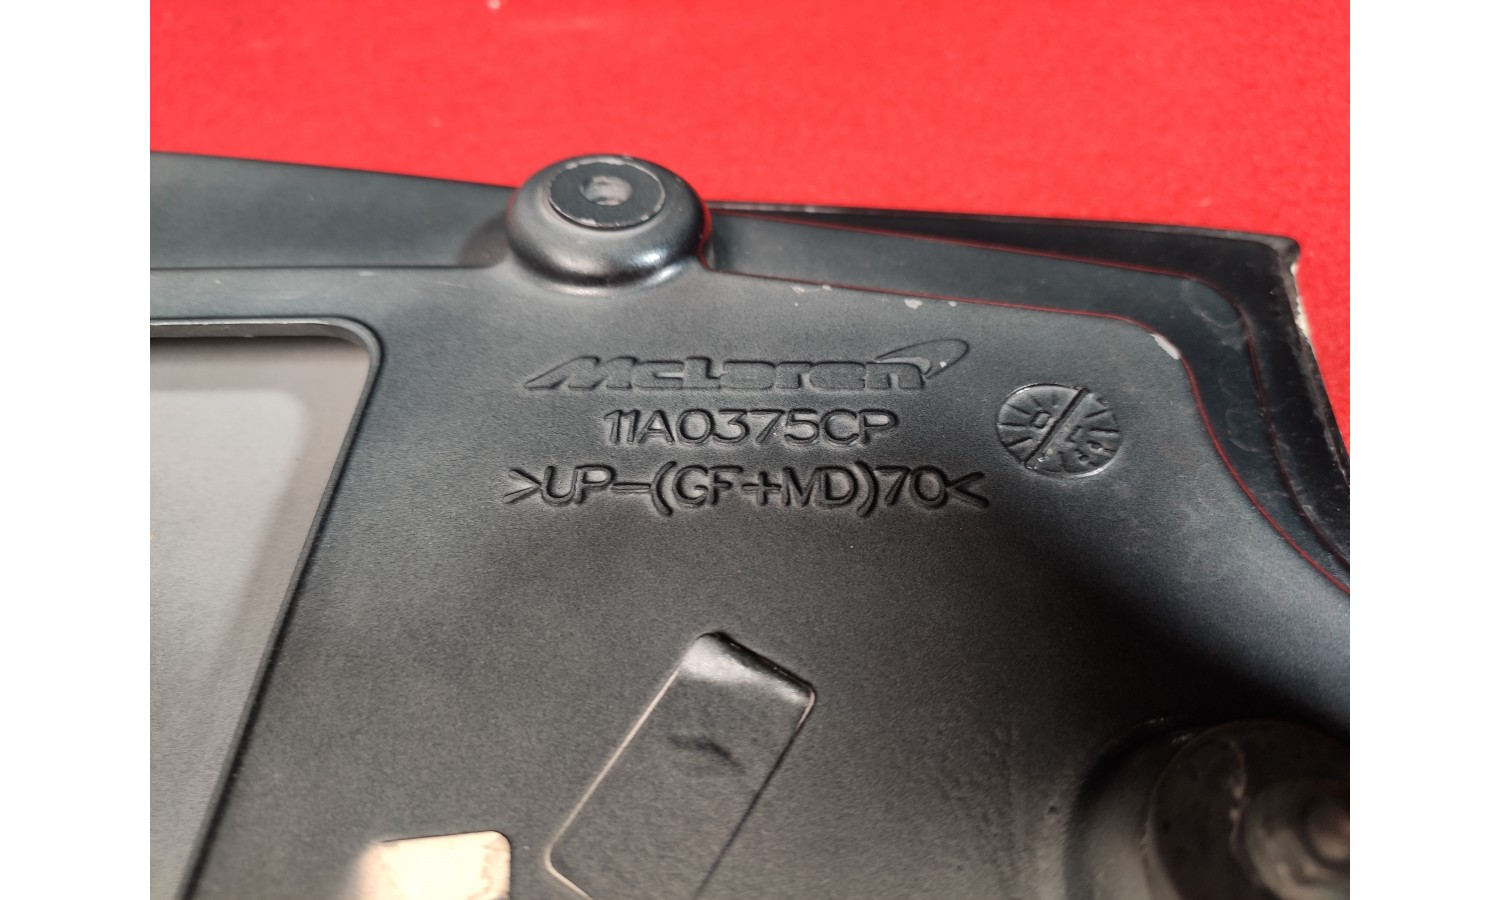 McLaren
11A0375CP
>UP-(GF+MD)70<